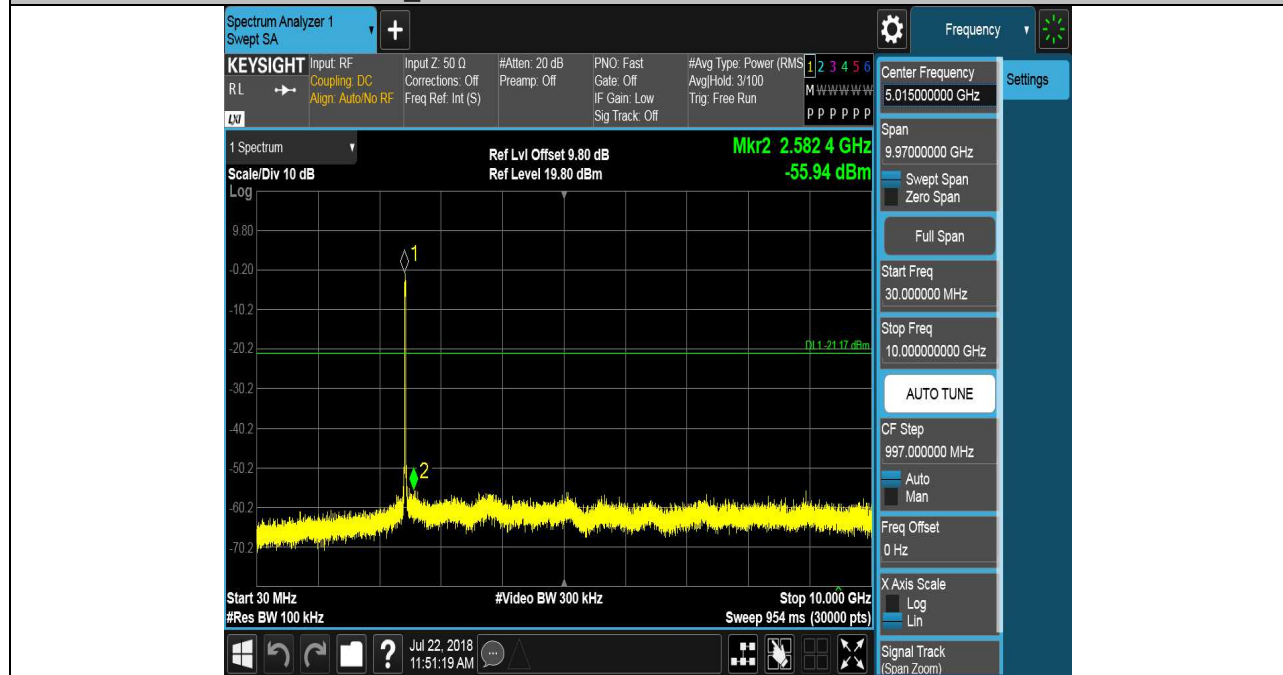 Spectrum Analyzer 1
Swept SA
+
Frequency
KEYSIGHT
RL
LXI
Input: RF
Coupling: DC
Align: Auto/No RF
Input Z: 50 Ω
Corrections: Off
Freq Ref: Int (S)
#Atten: 20 dB
Preamp: Off
PNO: Fast
Gate: Off
IF Gain: Low
Sig Track: Off
#Avg Type: Power (RMS
Avg|Hold: 3/100
Trig: Free Run
1 2 3 4 5 6
M W W W W W
P P P P P P
Center Frequency
5.015000000 GHz
Settings
1 Spectrum
Scale/Div 10 dB
Ref Lvl Offset 9.80 dB
Ref Level 19.80 dBm
Mkr2 2.582 4 GHz
-55.94 dBm
Span
9.97000000 GHz
Swept Span
Zero Span
Full Span
Start Freq
30.000000 MHz
Stop Freq
10.000000000 GHz
AUTO TUNE
CF Step
997.000000 MHz
Auto
Man
Freq Offset
0 Hz
X Axis Scale
Log
Lin
Signal Track
(Span Zoom)
Log
9.80
-0.20
-10.2
-20.2
-30.2
-40.2
-50.2
-60.2
-70.2
1
2
DL1 -21.17 dBm
Start 30 MHz
#Res BW 100 kHz
#Video BW 300 kHz
Stop 10.000 GHz
Sweep 954 ms (30000 pts)
?
Jul 22, 2018
11:51:19 AM